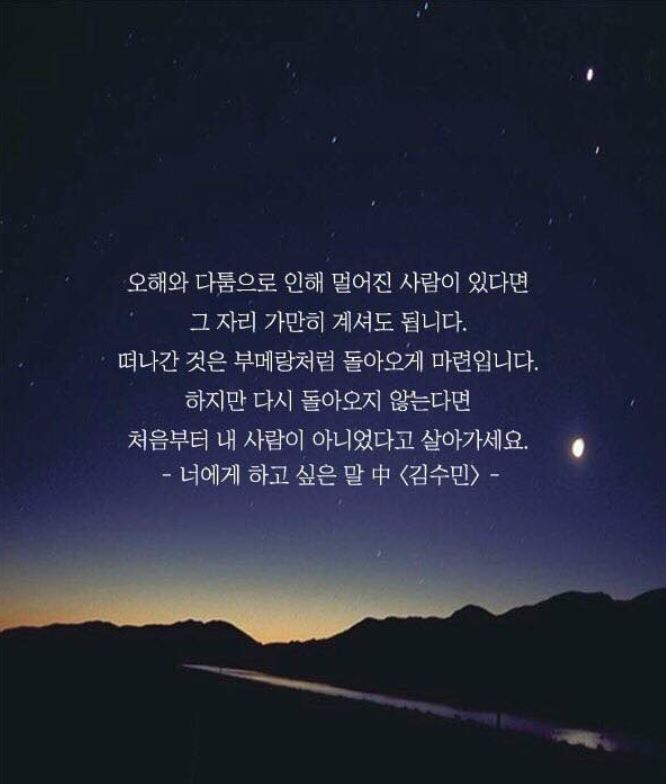 오해와 다툼으로 인해 멀어진 사람이 있다면
그 자리 가만히 계셔도 됩니다.
떠나간 것은 부메랑처럼 돌아오게 마련입니다.
하지만 다시 돌아오지 않는다면
처음부터 내 사람이 아니었다고 살아가세요.
- 너에게 하고 싶은 말 中 〈김수민〉 -